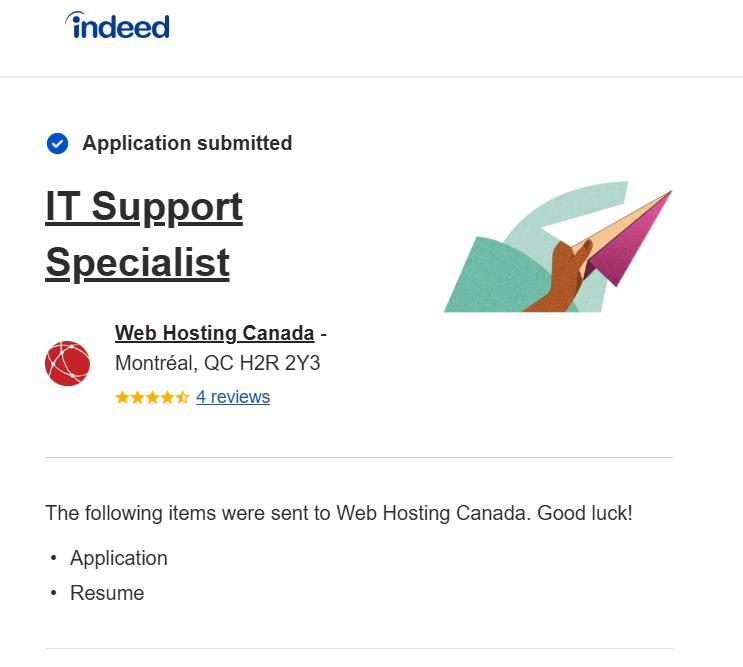 indeed
Application submitted
IT Support
Specialist
Web Hosting Canada -
Montréal, QC H2R 2Y3
4 reviews
The following items were sent to Web Hosting Canada. Good luck!
• Application
• Resume